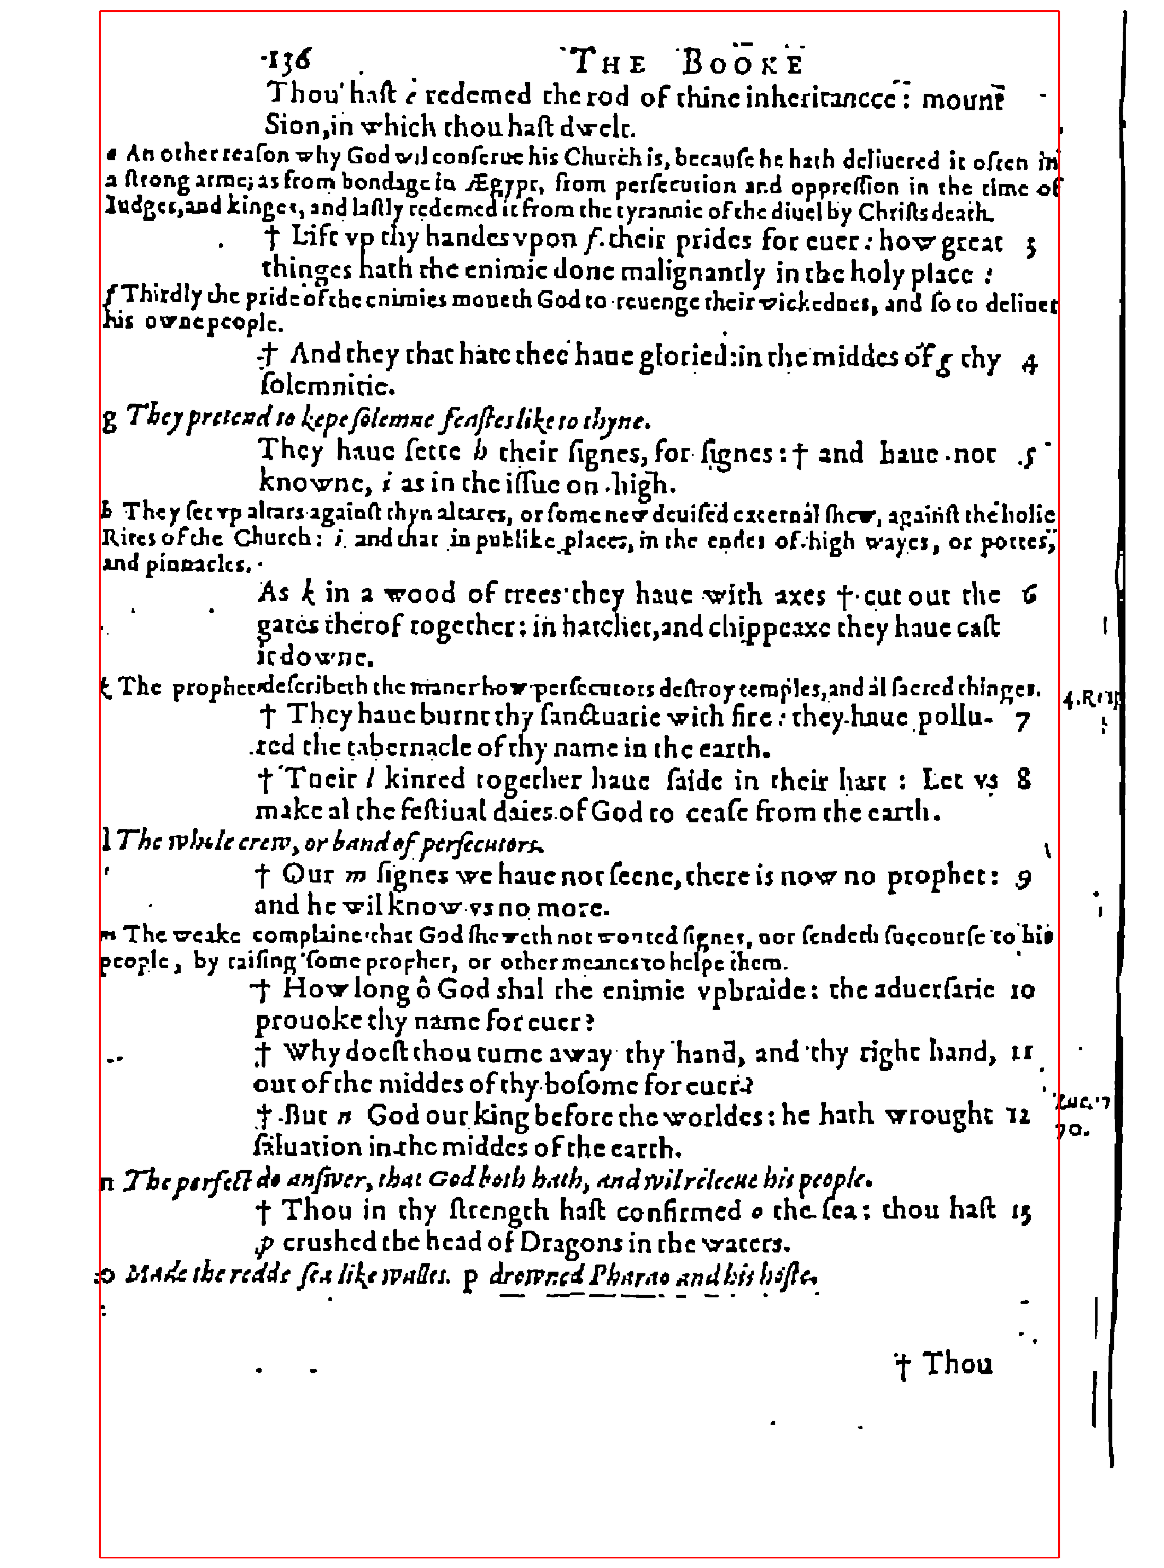 136 THE BOOKE
Thou haſt e redemed the rod of thine inheritancee: mount
Sion, in which thou haſt dwelt.
e An other reaſon why God wil conſerue his Church is, becauſe he hath deliuered it often in
a ſtrong arme; as from bondage in Ægypt, from perſecution and oppreſſion in the time of
Iudges, and kinges, and laſtly redemed it from the tyrannie of the diuel by Chriſts death.
† Lift vp thy handes vpon f. their prides for euer: how great 3
thinges hath the enimie done malignantly in the holy place:
f Thirdly the pride of the enimies moueth God to reuenge their wickednes, and ſo to deliuer
his owne people.
† And they that hate thee haue gloried: in the middes of g thy 4
ſolemnitie.
g They pretend to kepe ſolemne feaſtes like to thyne.
They haue ſette h their ſignes, for ſignes: † and haue not 5
knowne, i as in the iſſue on high.
h They ſet vp altars againſt thyn altares, or ſome new deuiſed external ſhew, againſt the holie
Rites of the Church: i. and that in publike places, in the endes of high wayes, or portes,
and pinnacles.
As k in a wood of trees they haue with axes † cut out the 6
gates therof together: in hatchet, and chippeaxe they haue caſt
it downe.
k The prophet deſcribeth the maner how perſecutors deſtroy temples, and al ſacred thinges.
4. Reg
† They haue burnt thy ſanctuarie with fire: they haue pollu- 7
ted the tabernacle of thy name in the earth.
† Their l kinred together haue ſaide in their hart: Let vs 8
make al the feſtiual daies of God to ceaſe from the earth.
l The whole crew, or band of perſecutors.
† Our m ſignes we haue not ſeene, there is now no prophet: 9
and he wil know vs no more.
m The weake complaine that God ſheweth not wonted ſignes, nor ſendeth ſuccourſe to his
people, by raiſing ſome prophet, or other meanes to helpe them.
† How long ô God shal the enimie vpbraide: the aduerſarie 10
prouoke thy name for euer?
† Why doeſt thou turne away thy hand, and thy right hand, 11
out of the middes of thy boſome for euer?
† But n God our king before the worldes: he hath wrought 12
ſaluation in the middes of the earth.
Luc.
70.
n The perfect do anſwer, that God both hath, and wil releeue his people.
† Thou in thy ſtrength haſt confirmed o the ſea: thou haſt 13
p crushed the head of Dragons in the waters.
o Made the redde ſea like walles. p drowned Pharao and his hoſte.
† Thou